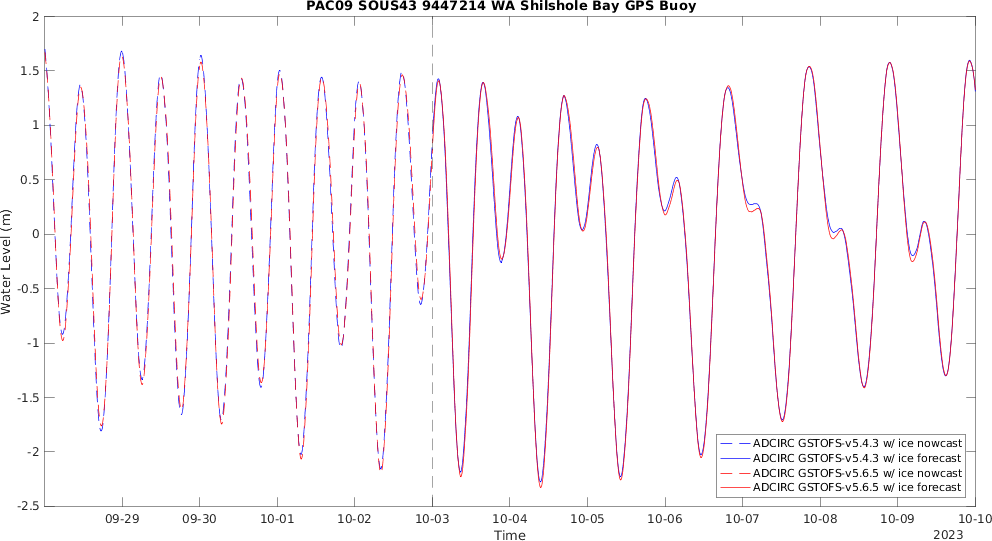 PAC09 SOUS43 9447214 WA Shilshole Bay GPS Buoy
2
1.5
1
0.5
0
-0.5
-1
-1.5
-2
-2.5
Water Level (m)
ADCIRC GSTOFS-v5.4.3 w/ ice nowcast
ADCIRC GSTOFS-v5.4.3 w/ ice forecast
ADCIRC GSTOFS-v5.6.5 w/ ice nowcast
ADCIRC GSTOFS-v5.6.5 w/ ice forecast
09-29 09-30 10-01 10-02 10-03 10-04 10-05 10-06 10-07 10-08 10-09 10-10
Time
2023